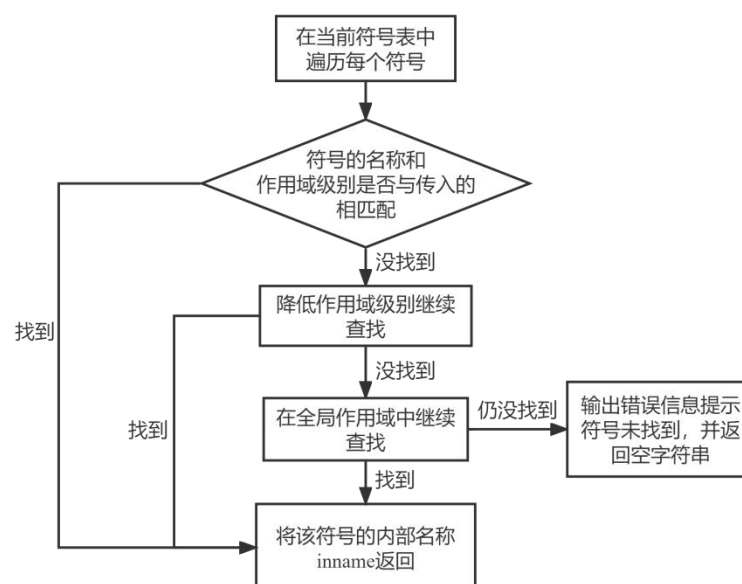 在当前符号表中
遍历每个符号
符号的名称和
作用域级别是否与传入的
相匹配
没找到
降低作用域级别继续
查找
找到
没找到
找到
在全局作用域中继续
查找
仍没找到
输出错误信息提示
符号未找到，并返
回空字符串
找到
将该符号的内部名称
inname返回